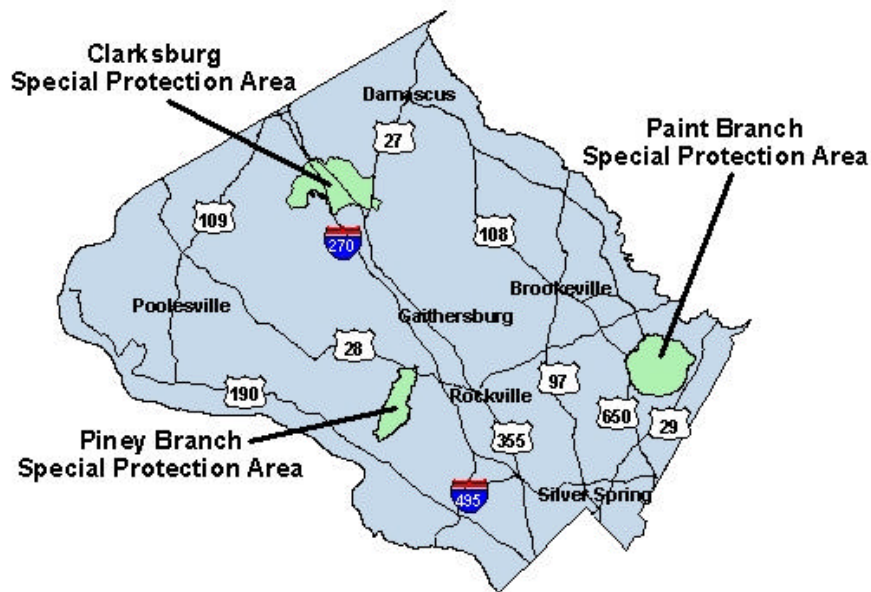 Clarksburg
Special Protection Area
Damascus
Paint Branch
Special Protection Area
27
109
108
270
Brookeville
Poolesville
Gaithersburg
28
97
190
Rockville
650
29
355
Piney Branch
Special Protection Area
495
Silver Spring